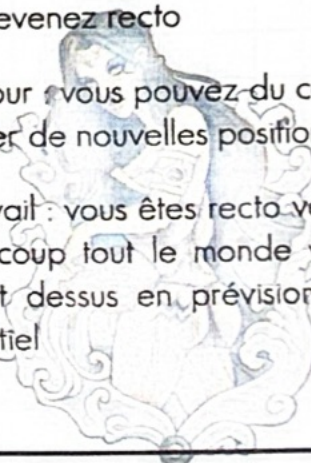 evenez recto
our : vous pouvez du c
er de nouvelles positio
vail : vous êtes recto ve
coup tout le monde v
t dessus en prévision
tiel